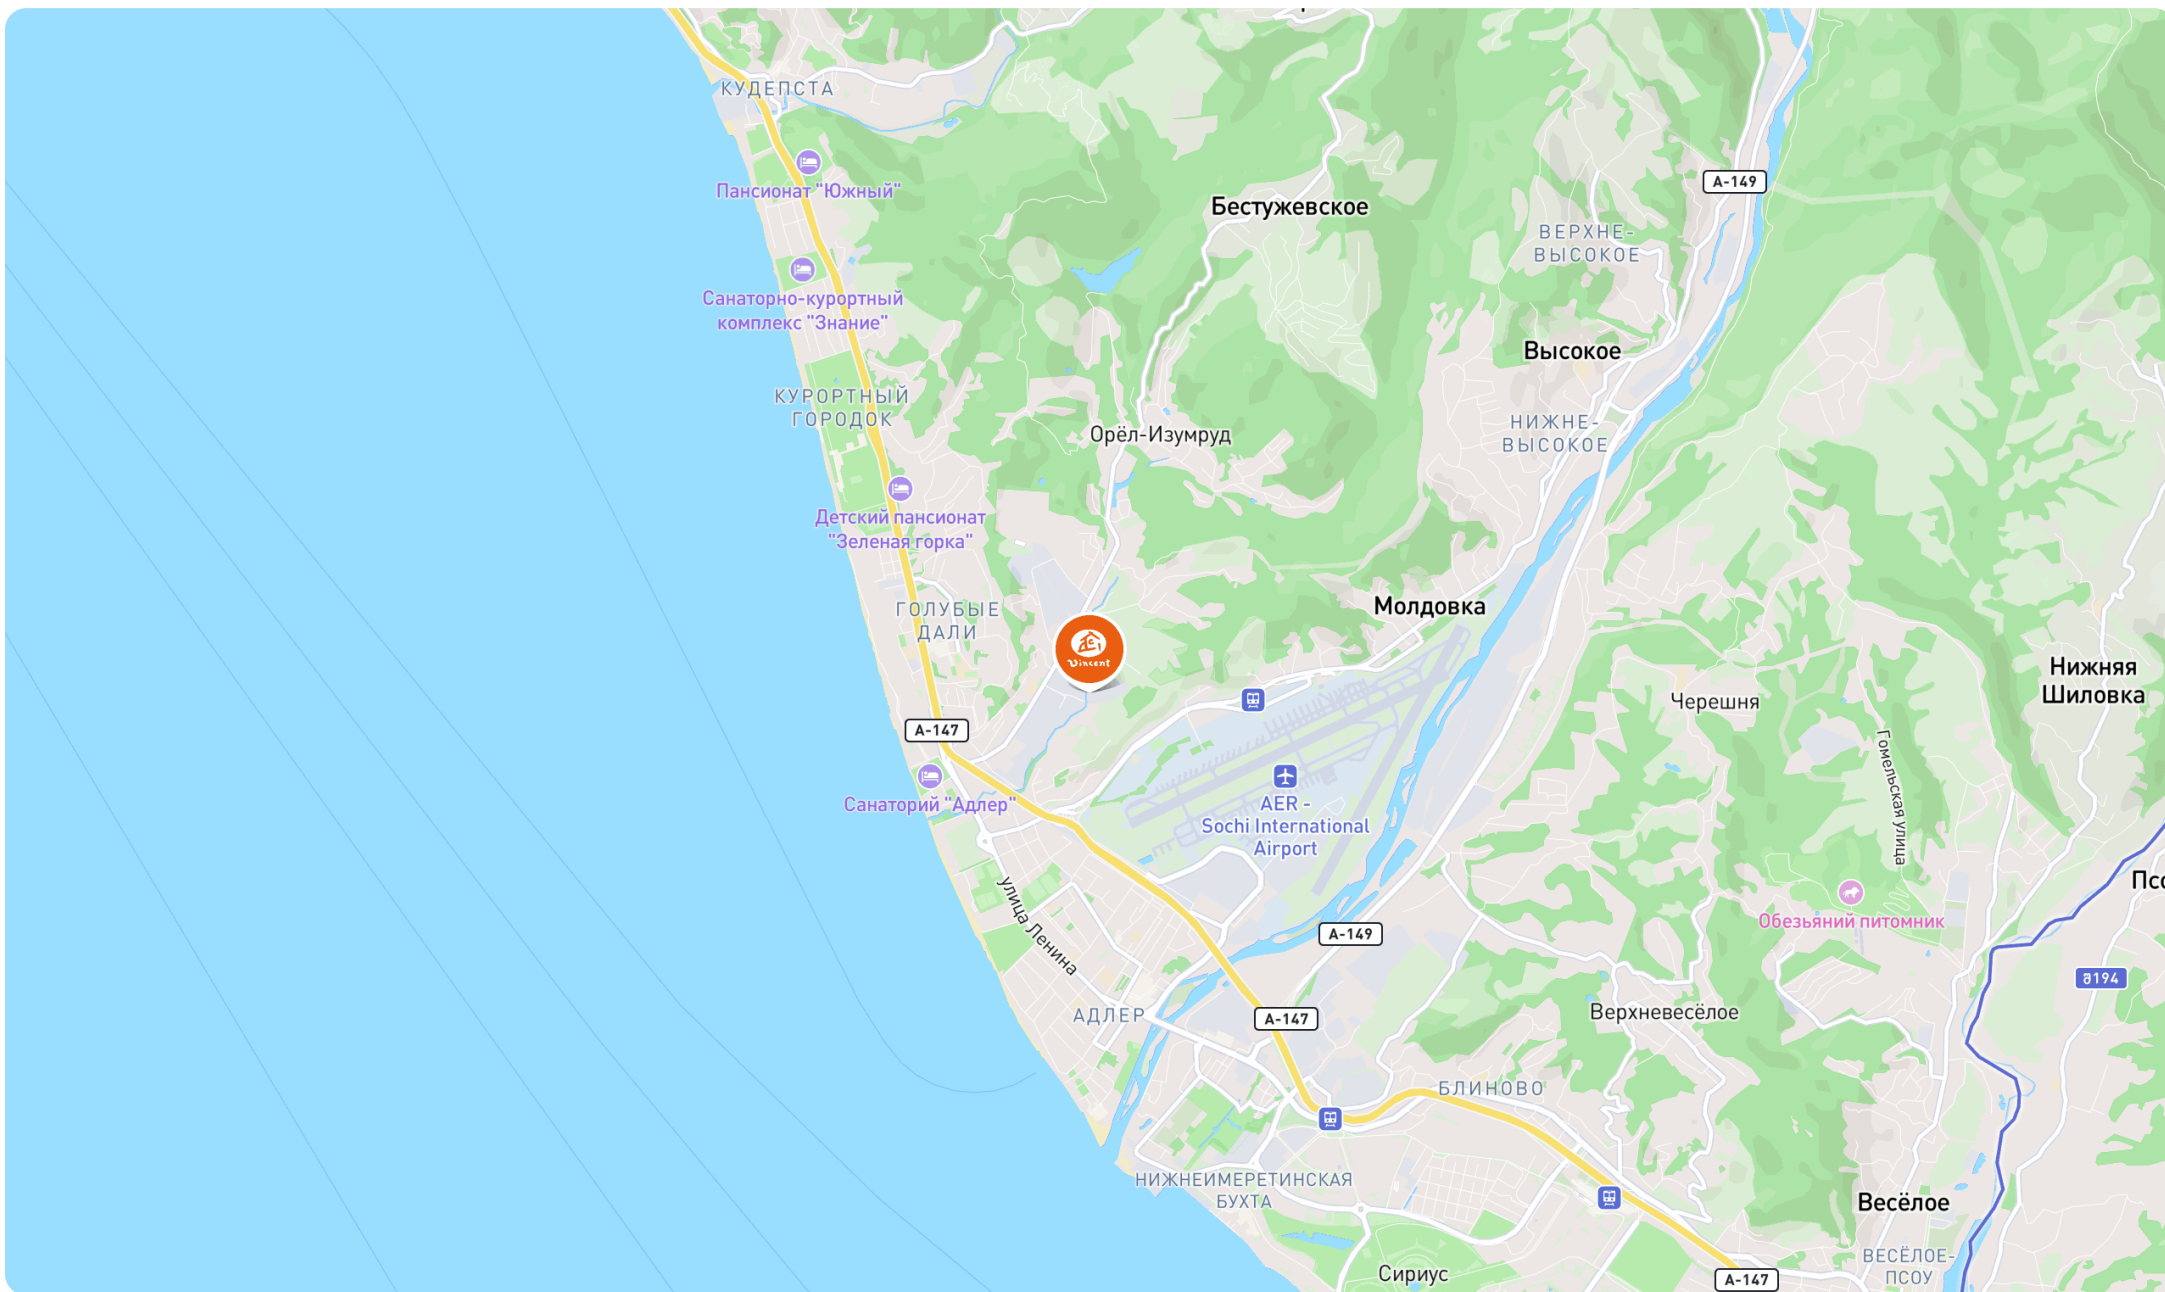 КУДЕПСТА
Пансионат "Южный"
А-149
Бестужевское
ВЕРХНЕ-
ВЫСОКОЕ
Санаторно-курортный
комплекс "Знание"
Высокое
КУРОРТНЫЙ
ГОРОДОК
НИЖНЕ-
ВЫСОКОЕ
Орёл-Изумруд
Детский пансионат
"Зеленая горка"
ГОЛУБЫЕ
ДАЛИ
Молдовка
Vincent
Нижняя
Шиловка
Черешня
А-147
Гомельская улица
Санаторий "Адлер"
AER -
Sochi International
Airport
улица Ленина
Обезьяний питомник
А-149
შ194
АДЛЕР
А-147
Верхневесёлое
БЛИНОВО
НИЖНЕИМЕРЕТИНСКАЯ
БУХТА
Весёлое
ВЕСЁЛОЕ-
ПСОУ
Сириус
А-147